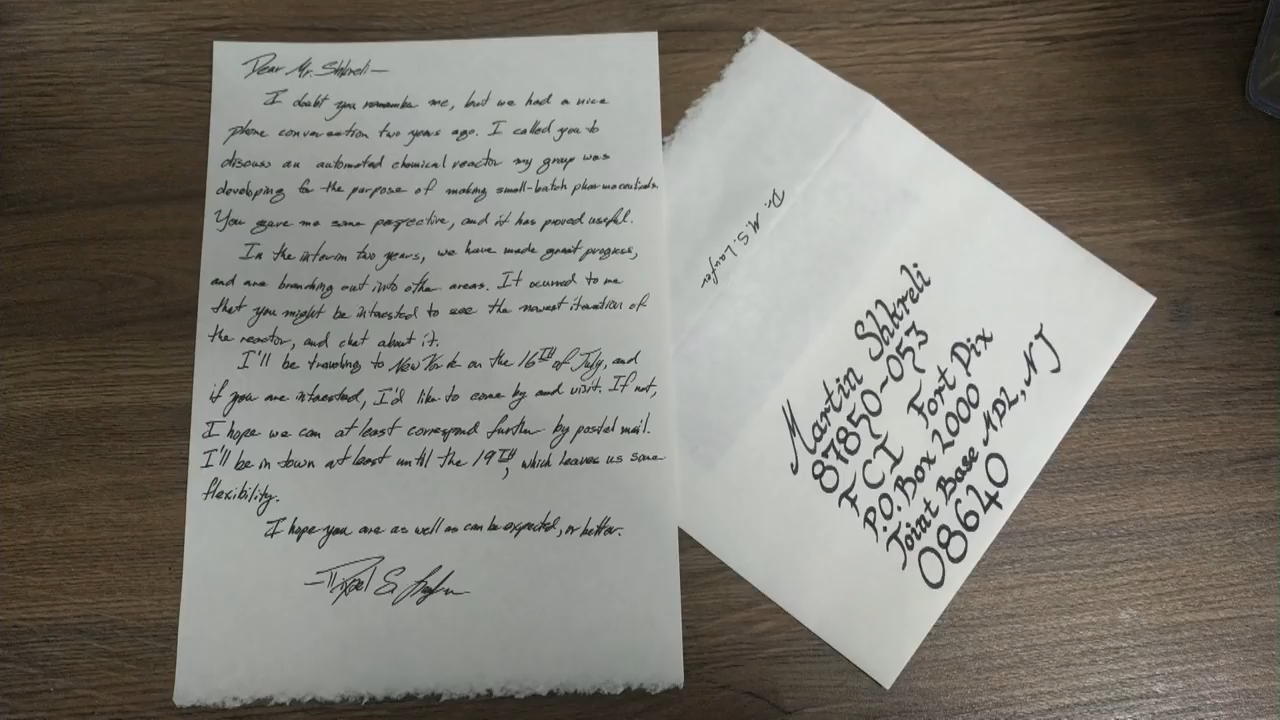 Dear Mr. Shkreli—
I doubt you remember me, but we had a nice
phone conversation two years ago. I called you to
discuss an automated chemical reactor my group was
developing for the purpose of making small-batch pharmaceuticals.
You gave me some perspective, and it has proved useful.
In the interim two years, we have made great progress,
and are branching out into other areas. It ocurred to me
that you might be interested to see the newest iteration of
the reactor, and chat about it.
I'll be traveling to New York on the 16TH of July, and
if you are interested, I'd like to come by and visit. If not,
I hope we can at least correspond further by postal mail.
I'll be in town at least until the 19TH, which leaves us some
flexibility.
I hope you are as well as can be expected, or better.
Dr. M. S. Laufer
Martin Shkreli
87850-053
FCI Fort Dix
P.O. Box 2000
Joint Base MDL, NJ
08640